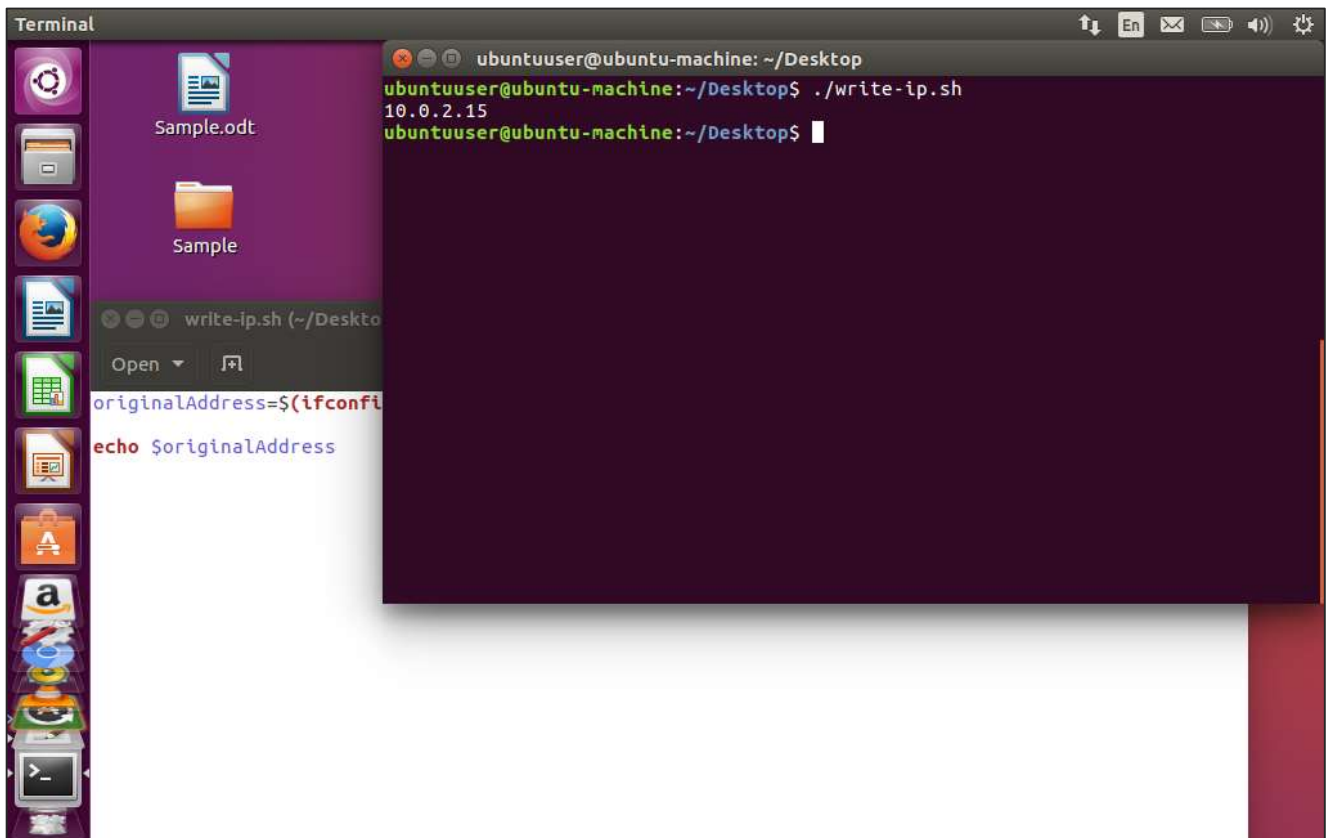 Terminal
En
ubuntuuser@ubuntu-machine: ~/Desktop
ubuntuuser@ubuntu-machine:~/Desktop$ ./write-ip.sh
10.0.2.15
ubuntuuser@ubuntu-machine:~/Desktop$
Sample.odt
Sample
write-ip.sh (~/Deskto
Open
originalAddress=$(ifconfi
echo $originalAddress
a
>_